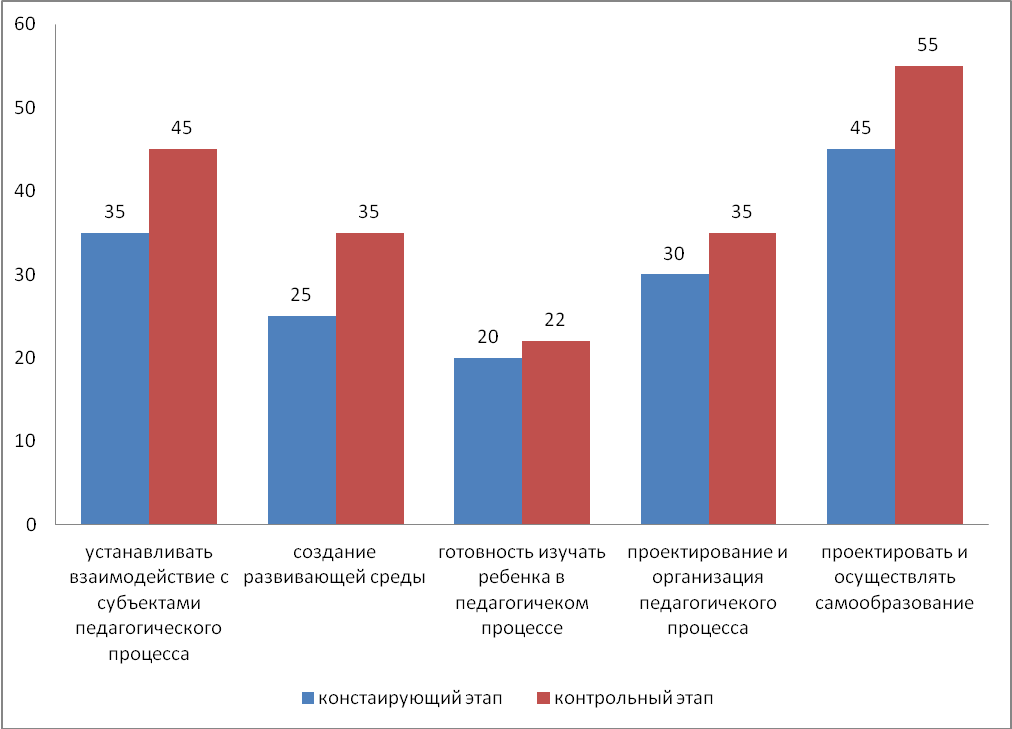 60
50
40
30
20
10
0
35
45
25
35
20
22
30
35
45
55
устанавливать
взаимодействие с
субъектами
педагогического
процесса
создание
развивающей среды
готовность изучать
ребенка в
педагогичеком
процессе
проектирование и
организация
педагогичекого
процесса
проектировать и
осуществлять
самообразование
констаирующий этап
контрольный этап